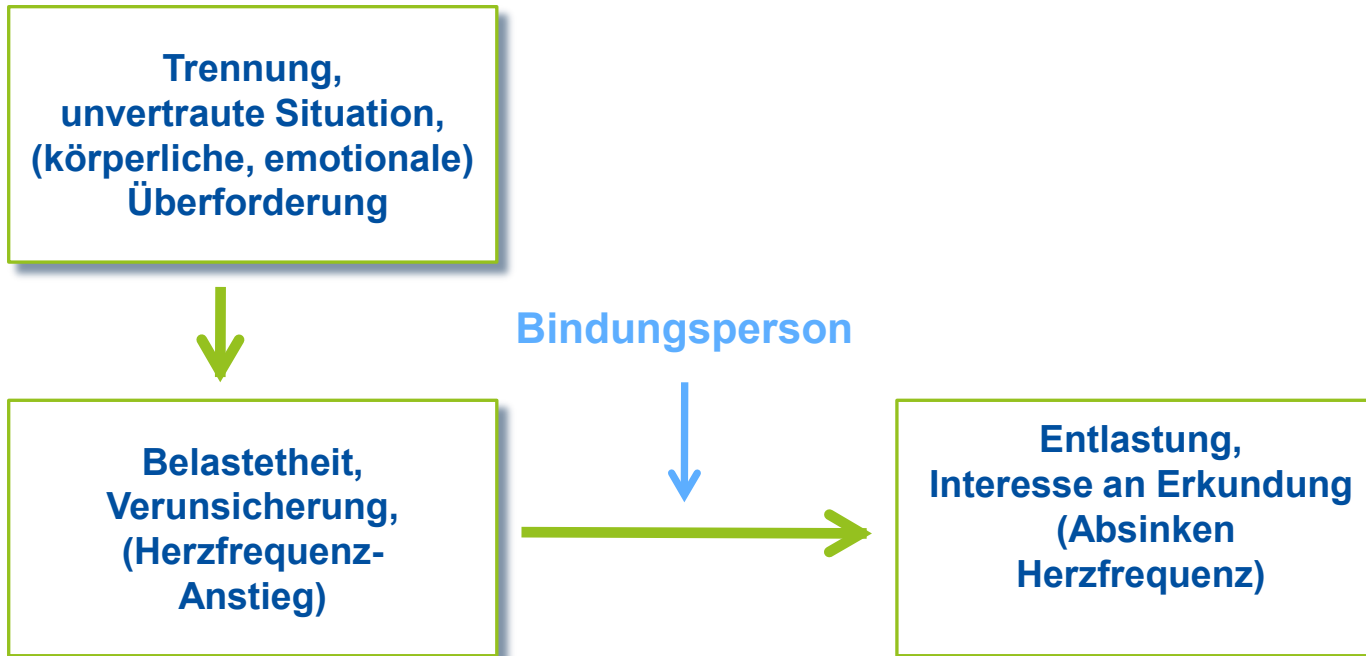 Trennung,
unvertraute Situation,
(körperliche, emotionale)
Überforderung
Bindungsperson
Belastetheit,
Verunsicherung,
(Herzfrequenz-
Anstieg)
Entlastung,
Interesse an Erkundung
(Absinken
Herzfrequenz)